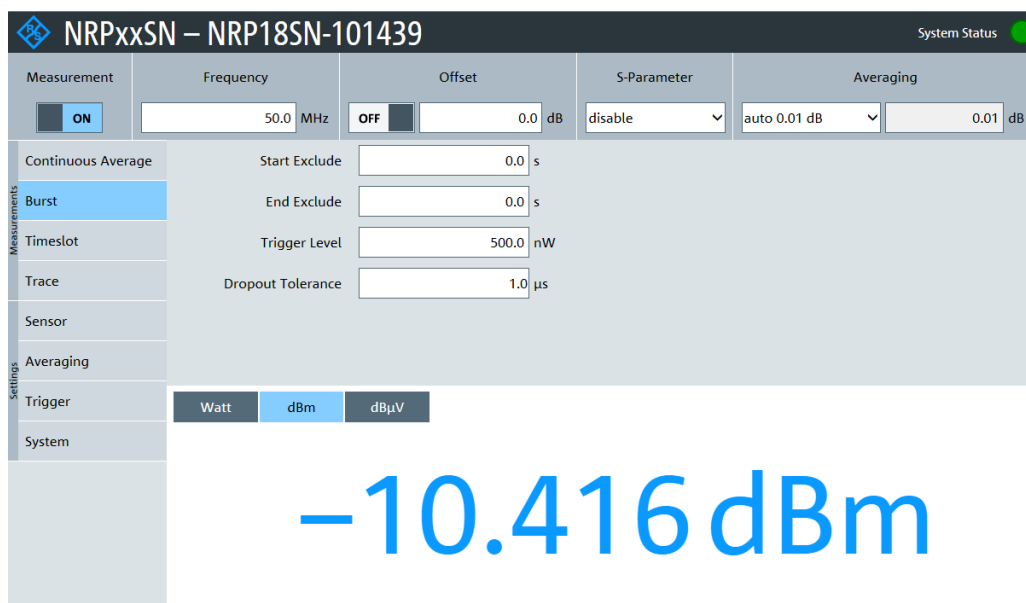 R S
NRPxxSN – NRP18SN-101439
System Status
Measurement Frequency Offset S-Parameter Averaging
ON 50.0 MHz OFF 0.0 dB disable auto 0.01 dB 0.01 dB
Measurements
Continuous Average
Burst
Timeslot
Trace
Settings
Sensor
Averaging
Trigger
System
Start Exclude 0.0 s
End Exclude 0.0 s
Trigger Level 500.0 nW
Dropout Tolerance 1.0 µs
Watt dBm dBµV
–10.416 dBm